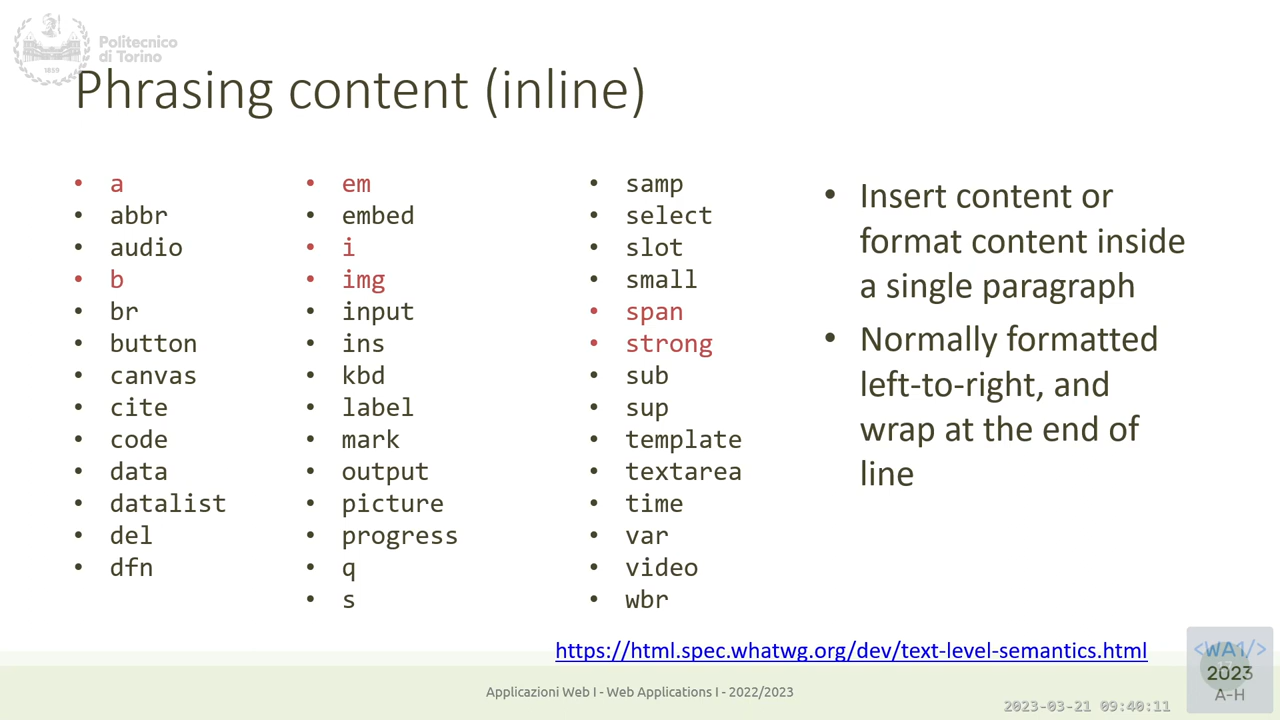 Politecnico
di Torino
1859
Phrasing content (inline)
• a
• abbr
• audio
• b
• br
• button
• canvas
• cite
• code
• data
• datalist
• del
• dfn
• em
• embed
• i
• img
• input
• ins
• kbd
• label
• mark
• output
• picture
• progress
• q
• s
• samp
• select
• slot
• small
• span
• strong
• sub
• sup
• template
• textarea
• time
• var
• video
• wbr
• Insert content or
format content inside
a single paragraph
• Normally formatted
left-to-right, and
wrap at the end of
line
https://html.spec.whatwg.org/dev/text-level-semantics.html
Applicazioni Web I - Web Applications I - 2022/2023
<WA1/>
2023
A-H
2023-03-21 09:40:11